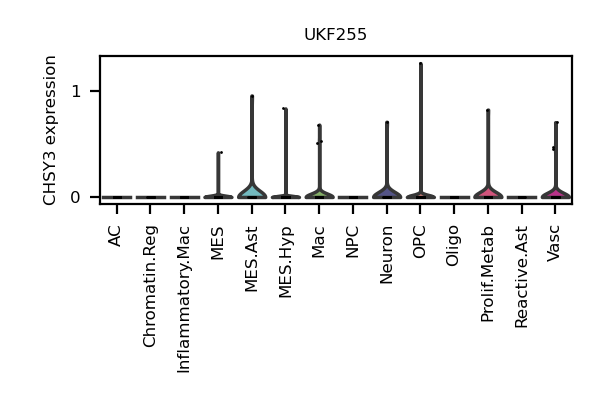 UKF255
CHSY3 expression
1
0
AC
Chromatin.Reg
Inflammatory.Mac
MES
MES.Ast
MES.Hyp
Mac
NPC
Neuron
OPC
Oligo
Prolif.Metab
Reactive.Ast
Vasc